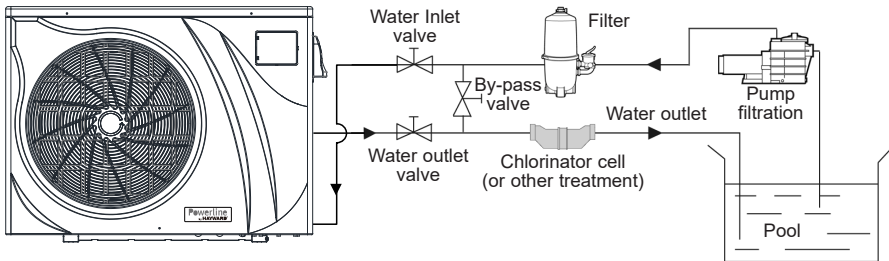 Water Inlet
valve
Filter
By-pass
valve
Pump
filtration
Water outlet
Water outlet
valve
Chlorinator cell
(or other treatment)
Powerline
by HAYWARD
Pool